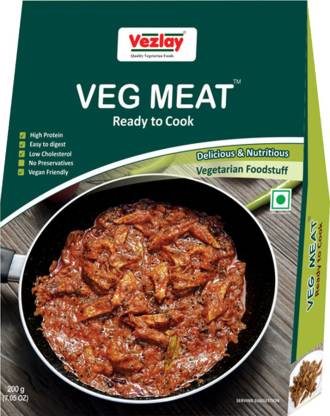 Vezlay
Quality Vegetarian Foods
VEG MEAT™
Ready to Cook
High Protein
Easy to digest
Low Cholesterol
No Preservatives
Vegan Friendly
Delicious & Nutritious
Vegetarian Foodstuff
VEG MEAT™
Ready to Cook
200 g
(7.05 OZ)
SERVING SUGGESTION